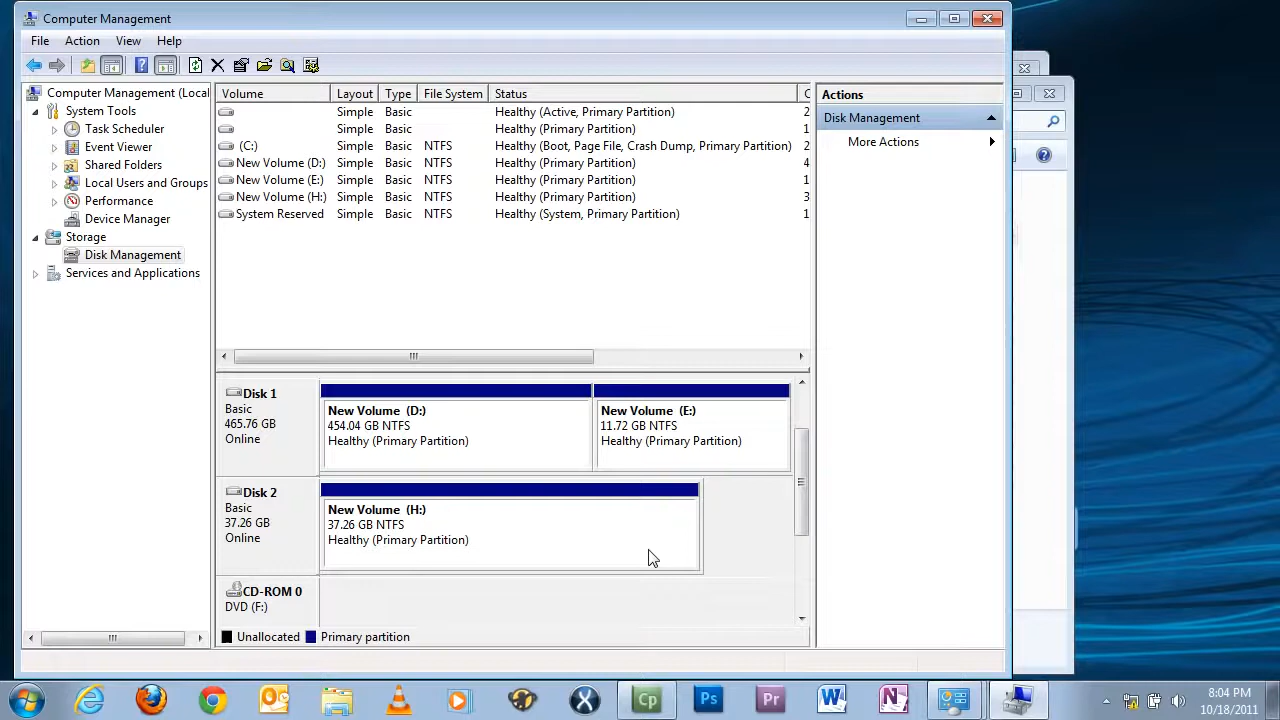 Computer Management
File Action View Help
Computer Management (Local
System Tools
Task Scheduler
Event Viewer
Shared Folders
Local Users and Groups
Performance
Device Manager
Storage
Disk Management
Services and Applications
Volume Layout Type File System Status C
Simple Basic Healthy (Active, Primary Partition) 2
Simple Basic Healthy (Primary Partition) 1
(C:) Simple Basic NTFS Healthy (Boot, Page File, Crash Dump, Primary Partition) 2
New Volume (D:) Simple Basic NTFS Healthy (Primary Partition) 4
New Volume (E:) Simple Basic NTFS Healthy (Primary Partition) 1
New Volume (H:) Simple Basic NTFS Healthy (Primary Partition) 3
System Reserved Simple Basic NTFS Healthy (System, Primary Partition) 1
Disk 1
Basic
465.76 GB
Online
New Volume (D:)
454.04 GB NTFS
Healthy (Primary Partition)
New Volume (E:)
11.72 GB NTFS
Healthy (Primary Partition)
Disk 2
Basic
37.26 GB
Online
New Volume (H:)
37.26 GB NTFS
Healthy (Primary Partition)
CD-ROM 0
DVD (F:)
Unallocated Primary partition
Actions
Disk Management
More Actions
Cp Ps Pr W N
8:04 PM
10/18/2011